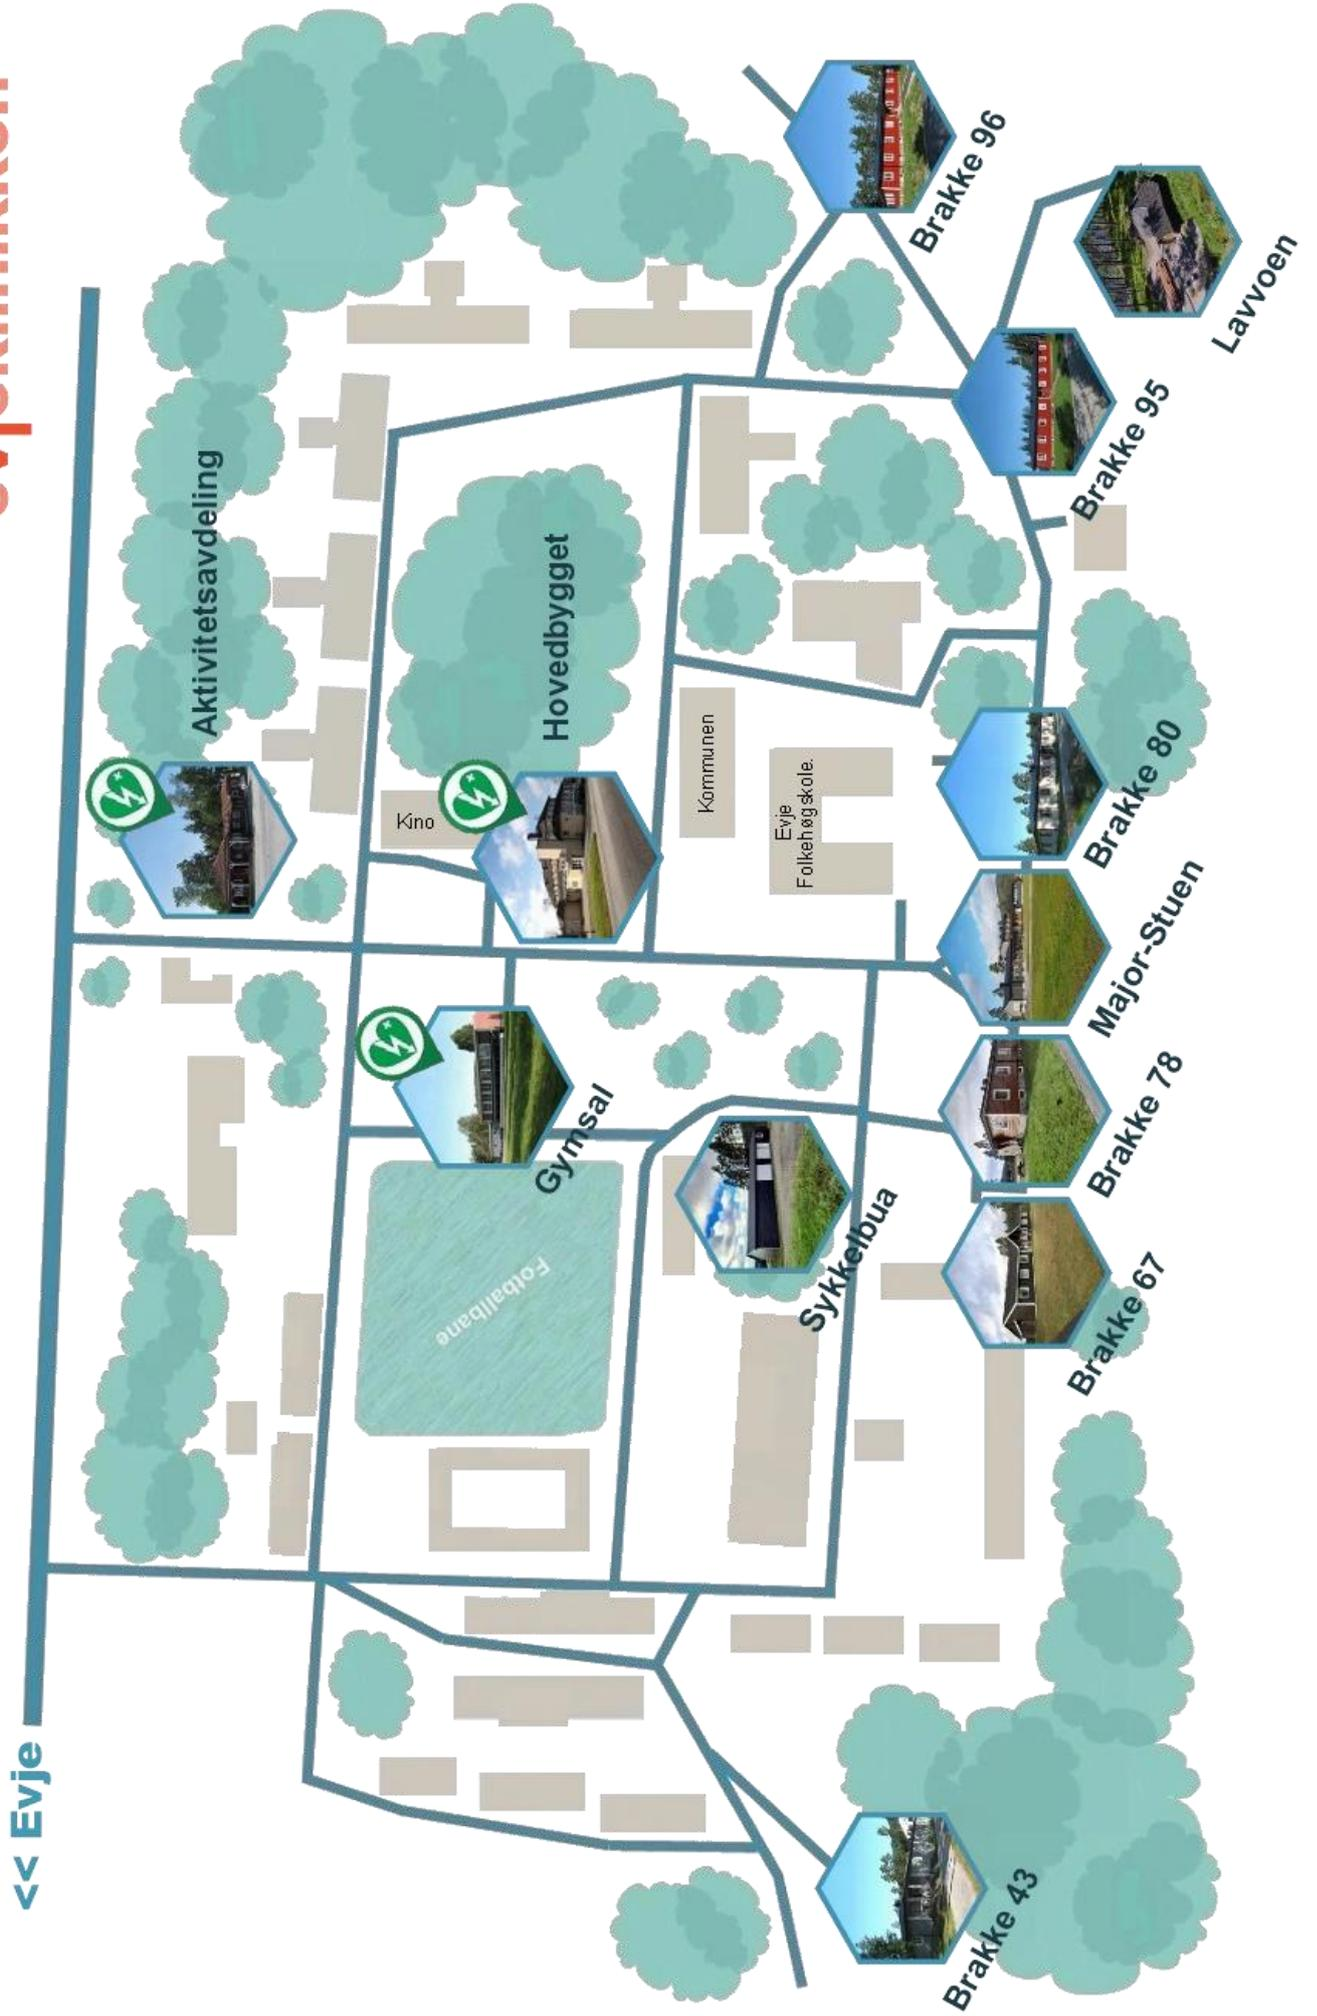 << Evje
Aktivitetsavdeling
Kino
Hovedbygget
Kommunen
Evje
Folkehøgskole.
Gymsal
Fotballbane
Sykkelbua
Brakke 96
Lavvoen
Brakke 95
Brakke 80
Major-Stuen
Brakke 78
Brakke 67
Brakke 43